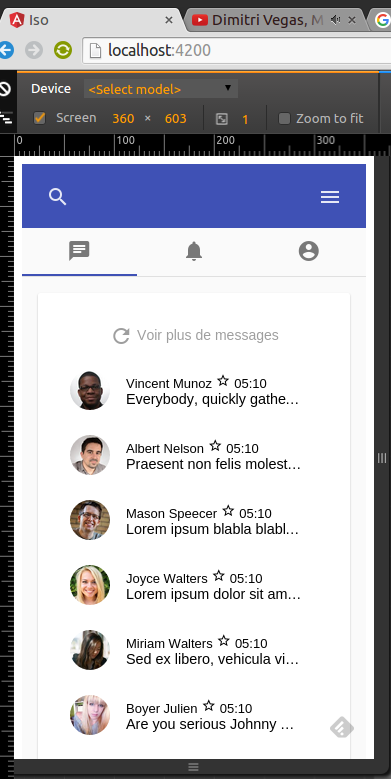 Iso × Dimitri Vegas, M ×
localhost:4200
Device <Select model> ▼
Screen 360 × 603 1 Zoom to fit
0 100 200 300
Voir plus de messages
Vincent Munoz ☆ 05:10
Everybody, quickly gathe...
Albert Nelson ☆ 05:10
Praesent non felis molest...
Mason Speecer ☆ 05:10
Lorem ipsum blabla blabl...
Joyce Walters ☆ 05:10
Lorem ipsum dolor sit am...
Miriam Walters ☆ 05:10
Sed ex libero, vehicula vi...
Boyer Julien ☆ 05:10
Are you serious Johnny ...